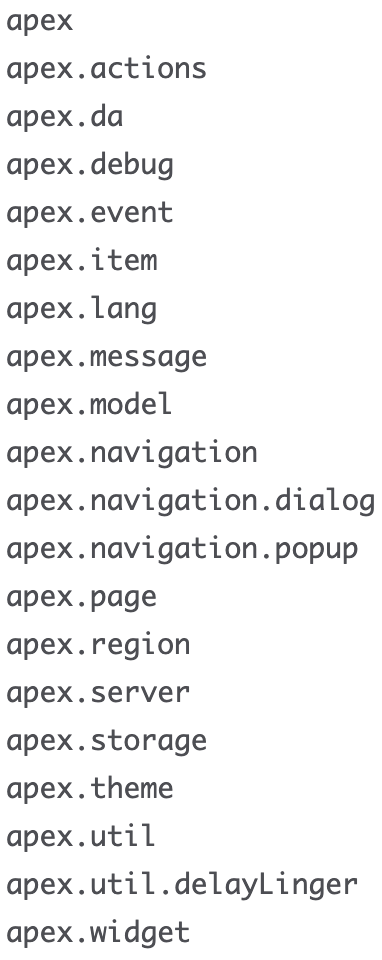 apex
apex.actions
apex.da
apex.debug
apex.event
apex.item
apex.lang
apex.message
apex.model
apex.navigation
apex.navigation.dialog
apex.navigation.popup
apex.page
apex.region
apex.server
apex.storage
apex.theme
apex.util
apex.util.delayLinger
apex.widget